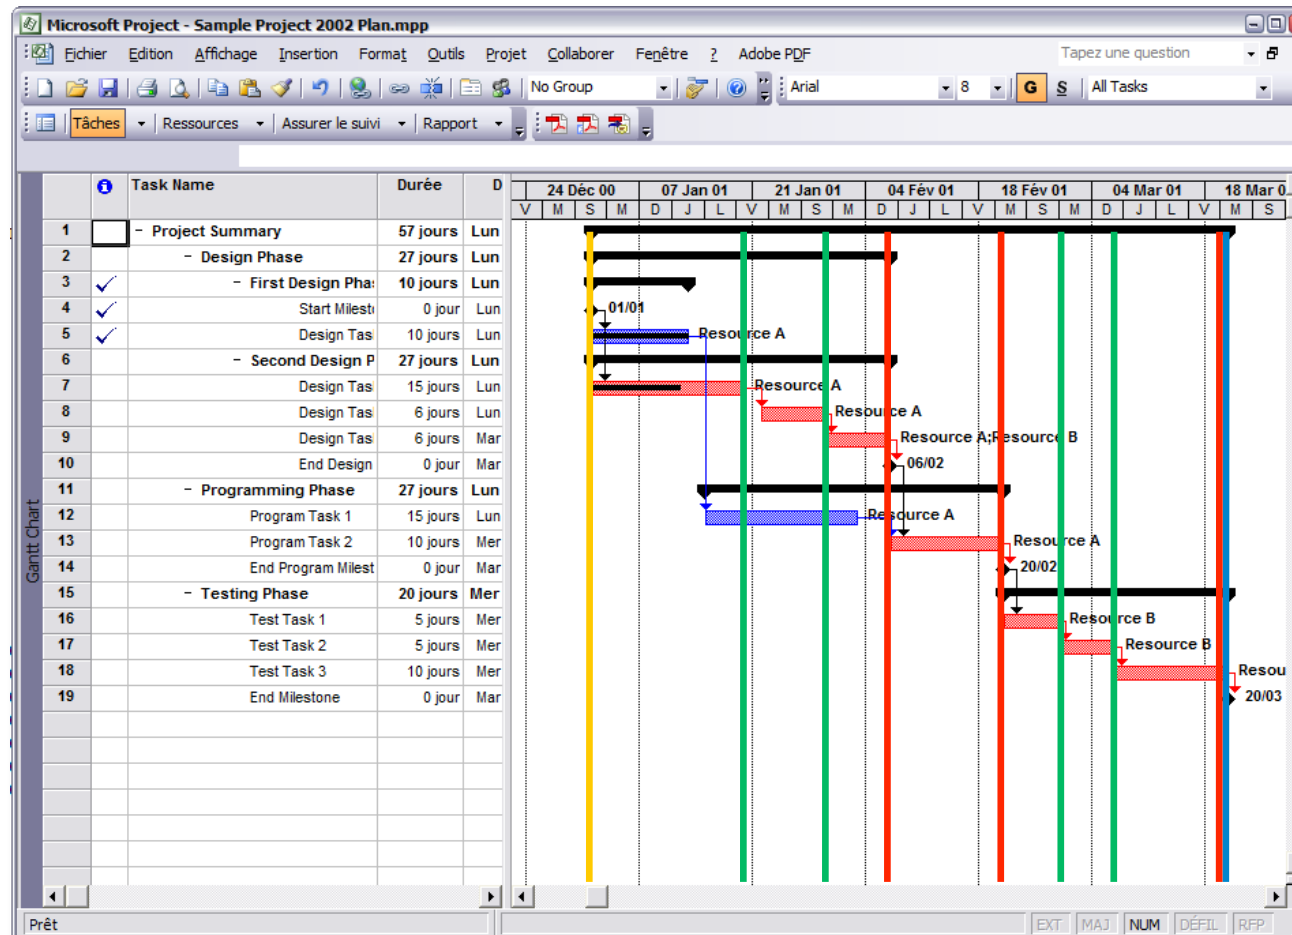 Microsoft Project - Sample Project 2002 Plan.mpp
Fichier Edition Affichage Insertion Format Outils Projet Collaborer Fenêtre ? Adobe PDF Tapez une question
No Group Arial 8 G S All Tasks
Tâches Ressources Assurer le suivi Rapport
Task Name Durée D 24 Déc 00 07 Jan 01 21 Jan 01 04 Fév 01 18 Fév 01 04 Mar 01 18 Mar 0
V M S M D J L V M S M D J L V M S M D J L V M S
1 - Project Summary 57 jours Lun
2 - Design Phase 27 jours Lun
3 - First Design Pha 10 jours Lun
4 Start Milest 0 jour Lun 01/01
5 Design Tas 10 jours Lun Resource A
6 - Second Design P 27 jours Lun
7 Design Tas 15 jours Lun Resource A
8 Design Tas 6 jours Lun Resource A
9 Design Tas 6 jours Mar Resource A;Resource B
10 End Design 0 jour Mar 06/02
11 - Programming Phase 27 jours Lun
12 Program Task 1 15 jours Lun Resource A
13 Program Task 2 10 jours Mer Resource A
14 End Program Milest 0 jour Mar 20/02
15 - Testing Phase 20 jours Mer
16 Test Task 1 5 jours Mer Resource B
17 Test Task 2 5 jours Mer Resource B
18 Test Task 3 10 jours Mer Resou
19 End Milestone 0 jour Mar 20/03
Gantt Chart
Prêt EXT MAJ NUM DÉFIL RFP